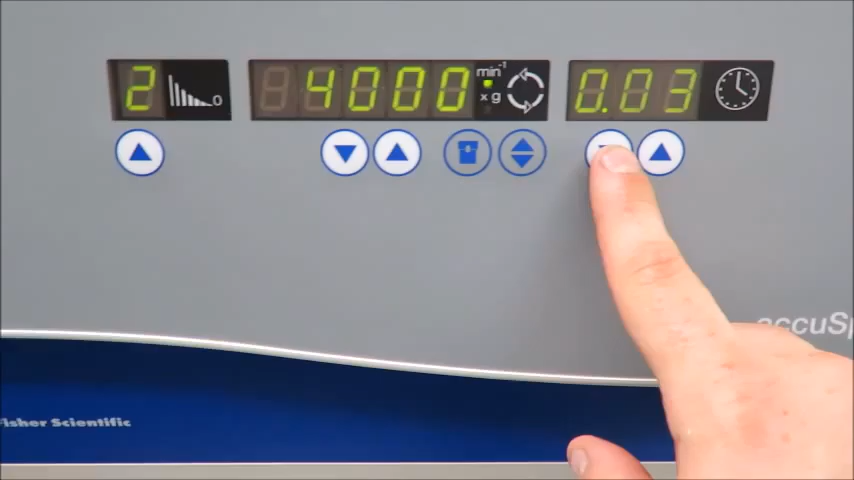 2
4000
min⁻¹
x g
0.03
accuSp
Fisher Scientific